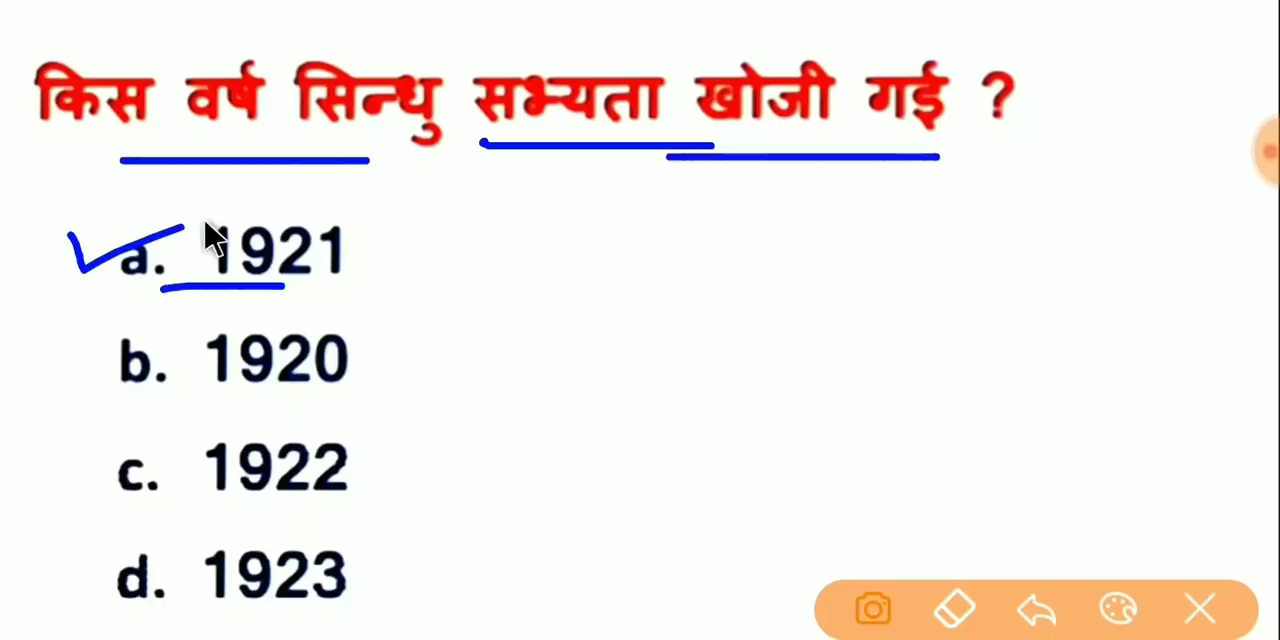 किस वर्ष सिन्धु सभ्यता खोजी गई ?
a. 1921
b. 1920
c. 1922
d. 1923